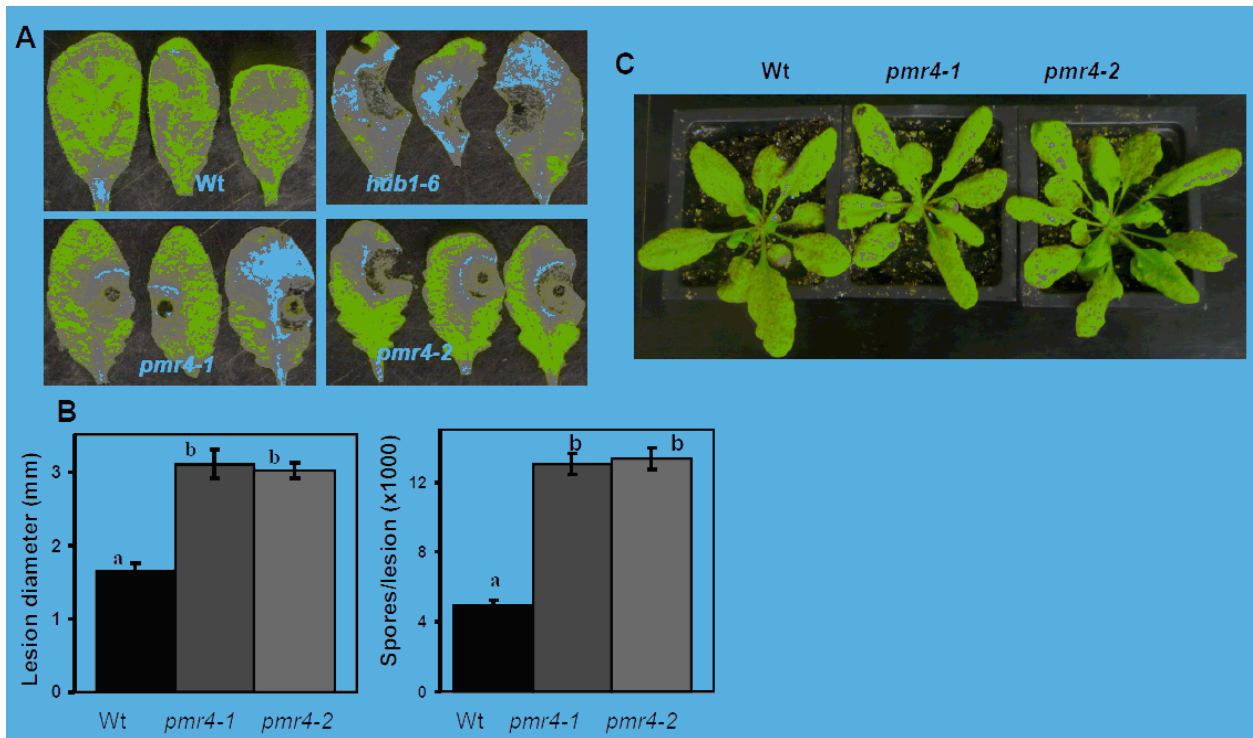 A
Wt
hub1-6
pmr4-1
pmr4-2
C
Wt pmr4-1 pmr4-2
B
Lesion diameter (mm)
3
2
1
0
a
b
b
Wt pmr4-1 pmr4-2
Spores/lesion (x1000)
12
8
4
0
a
b
b
Wt pmr4-1 pmr4-2